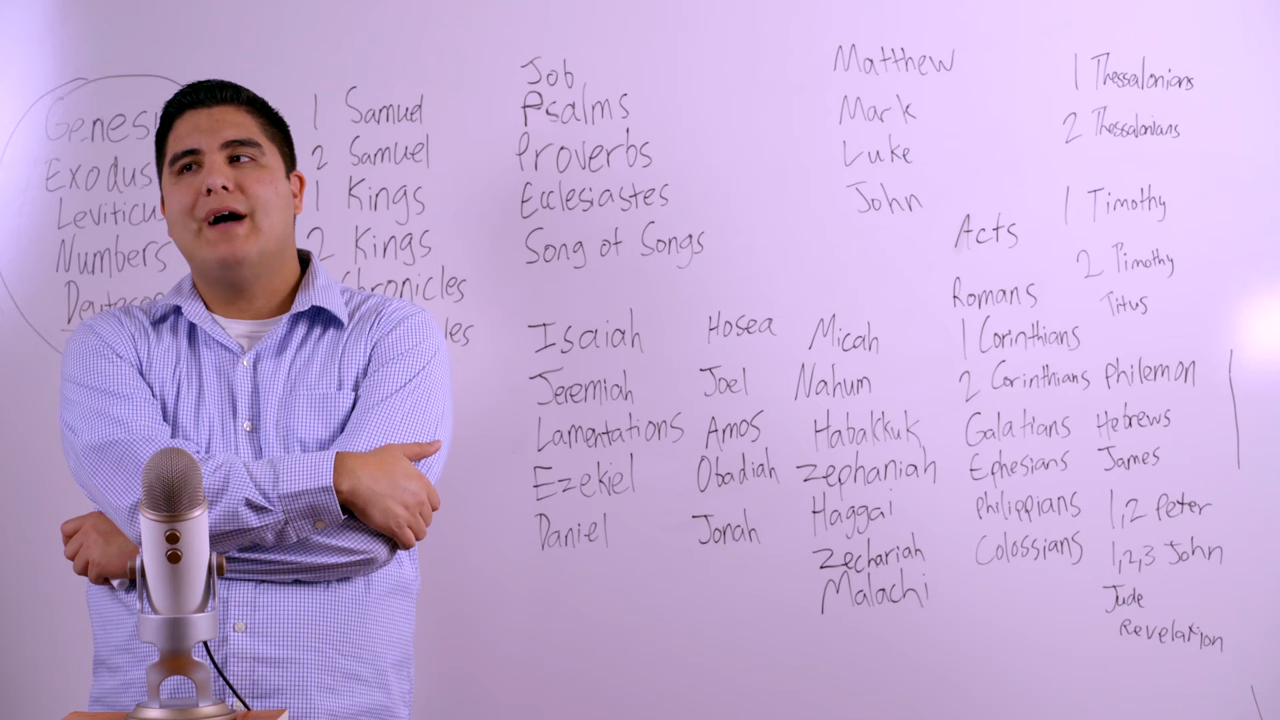 Genesi
Exodus
Leviticu
Numbers
1 Samuel
2 Samuel
1 Kings
2 Kings
Chronicles
les
Job
Psalms
Proverbs
Ecclesiastes
Song of Songs
Isaiah
Jeremiah
Lamentations
Ezekiel
Daniel
Hosea
Joel
Amos
Obadiah
Jonah
Micah
Nahum
Habakkuk
Zephaniah
Haggai
Zechariah
Malachi
Matthew
Mark
Luke
John
Acts
Romans
1 Corinthians
2 Corinthians
Galatians
Ephesians
Philippians
Colossians
1 Thessalonians
2 Thessalonians
1 Timothy
2 Timothy
Titus
Philemon
Hebrews
James
1,2 Peter
1,2,3 John
Jude
Revelation